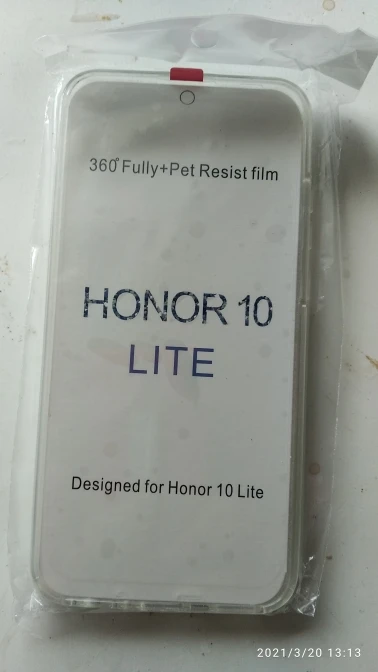 360° Fully+Pet Resist film
HONOR 10
LITE
Designed for Honor 10 Lite
2021/3/20 13:13